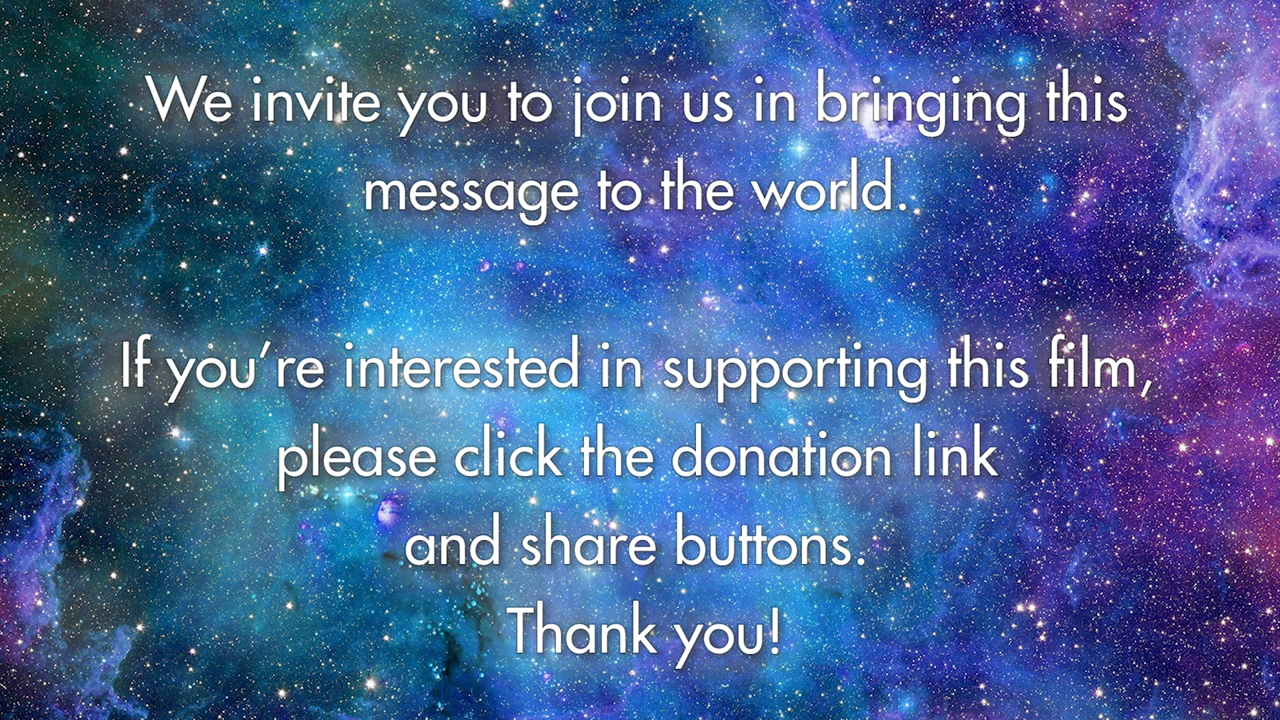 We invite you to join us in bringing this
message to the world.
If you’re interested in supporting this film,
please click the donation link
and share buttons.
Thank you!